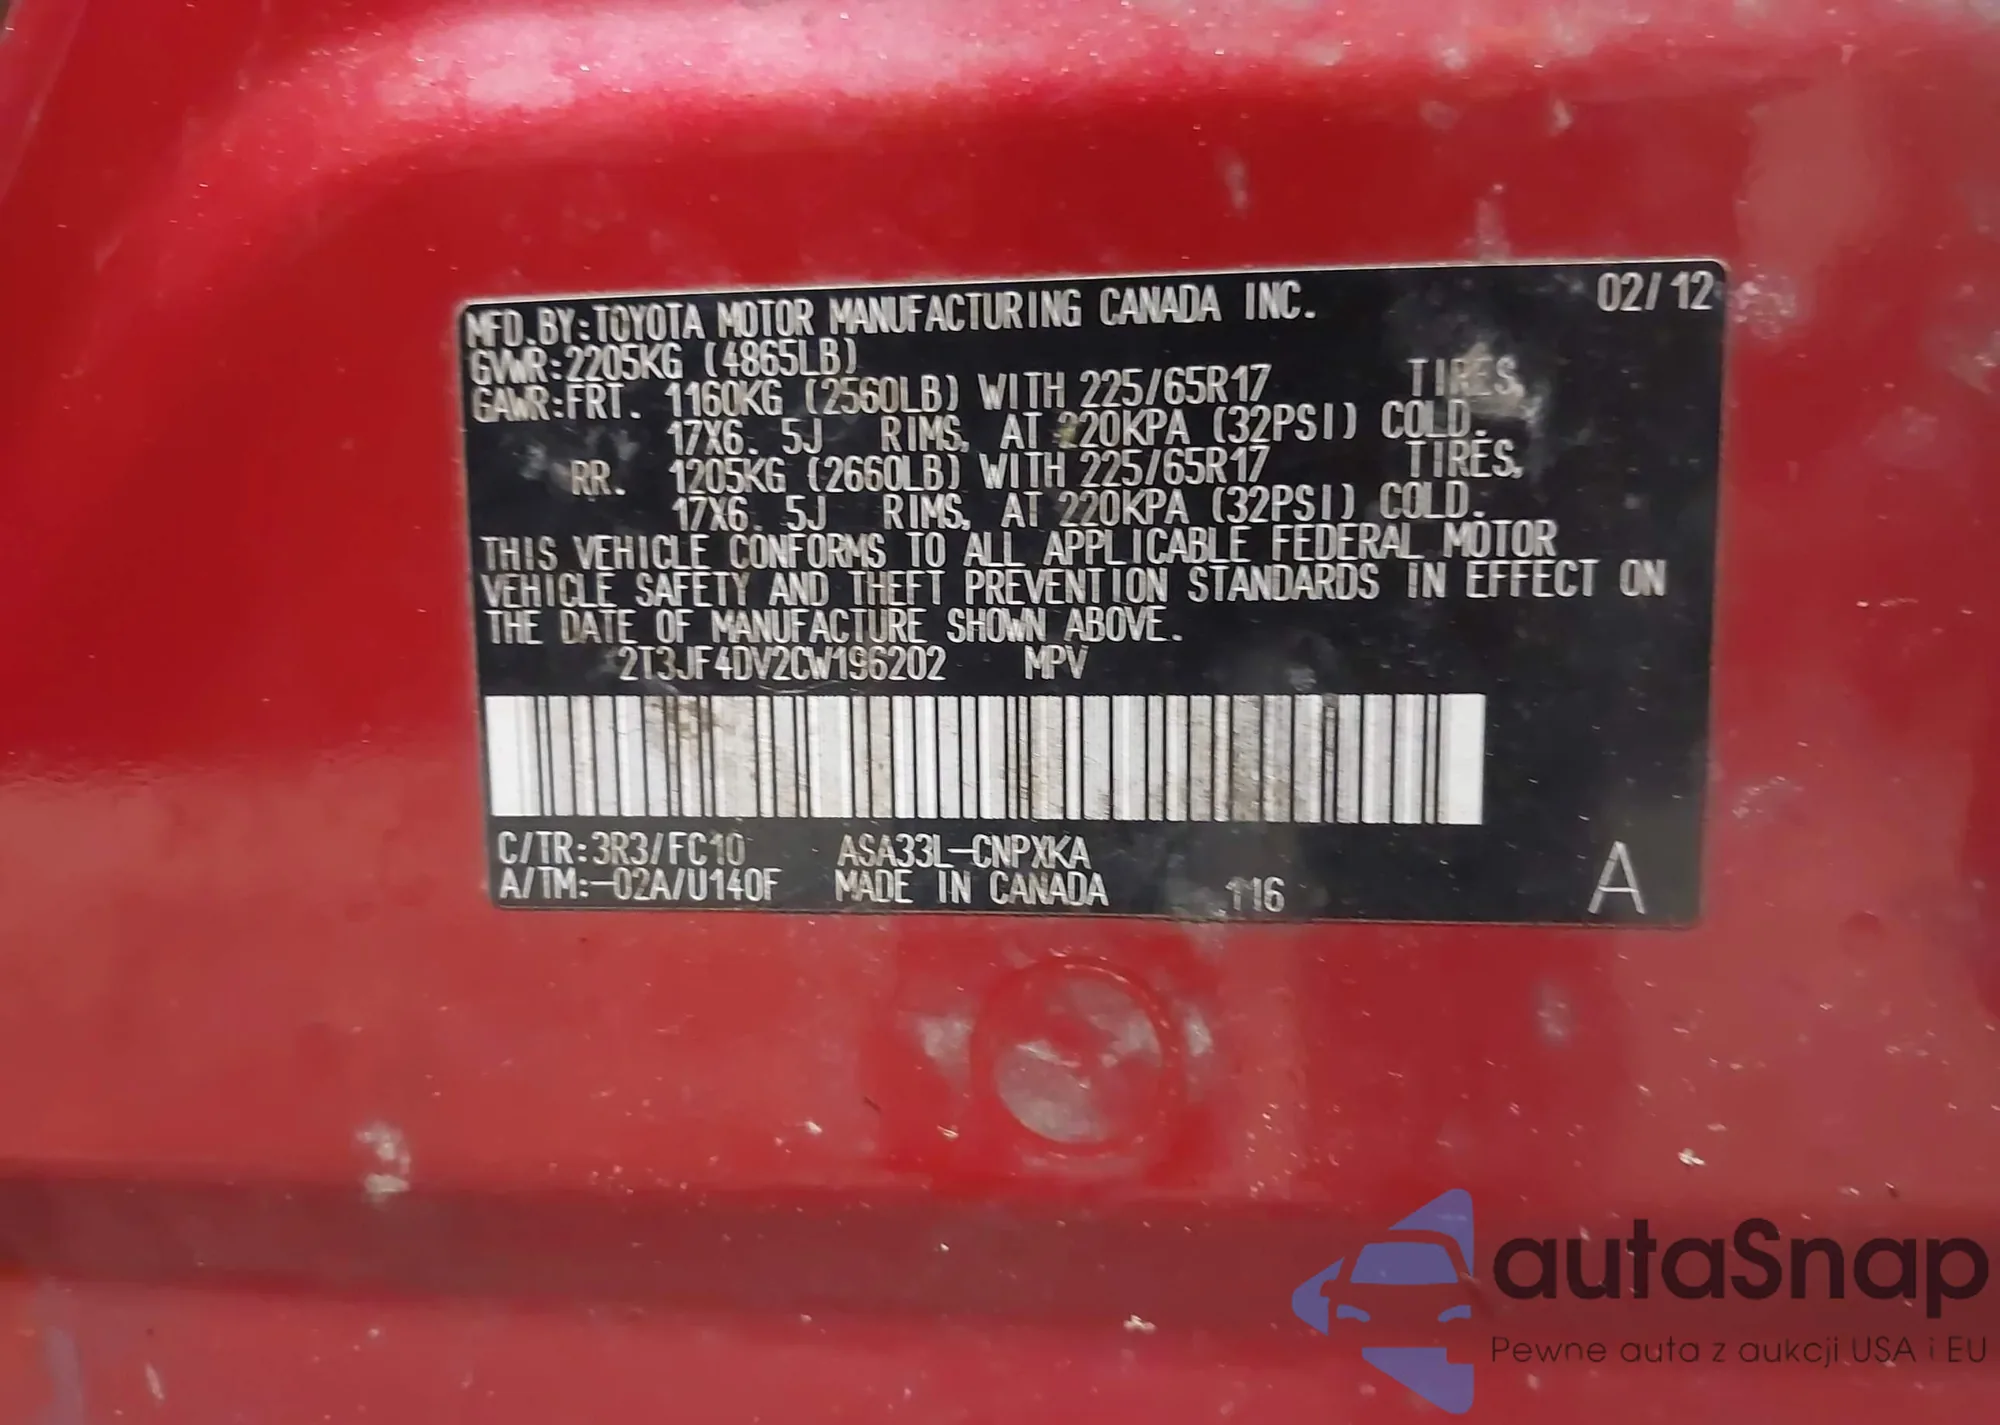 MFD.BY:TOYOTA MOTOR MANUFACTURING CANADA INC. 02/12
GVWR:2205KG (4865LB)
GAWR:FRT. 1160KG (2560LB) WITH 225/65R17 TIRES,
17X6.5J RIMS, AT 220KPA (32PSI) COLD.
RR. 1205KG (2660LB) WITH 225/65R17 TIRES,
17X6.5J RIMS, AT 220KPA (32PSI) COLD.
THIS VEHICLE CONFORMS TO ALL APPLICABLE FEDERAL MOTOR
VEHICLE SAFETY AND THEFT PREVENTION STANDARDS IN EFFECT ON
THE DATE OF MANUFACTURE SHOWN ABOVE.
2T3JF4DV2CW196202 MPV
C/TR:3R3/FC10 ASA33L-CNPXKA
A/TM:-02A/U140F MADE IN CANADA 116 A
autaSnap
Pewne auta z aukcji USA i EU